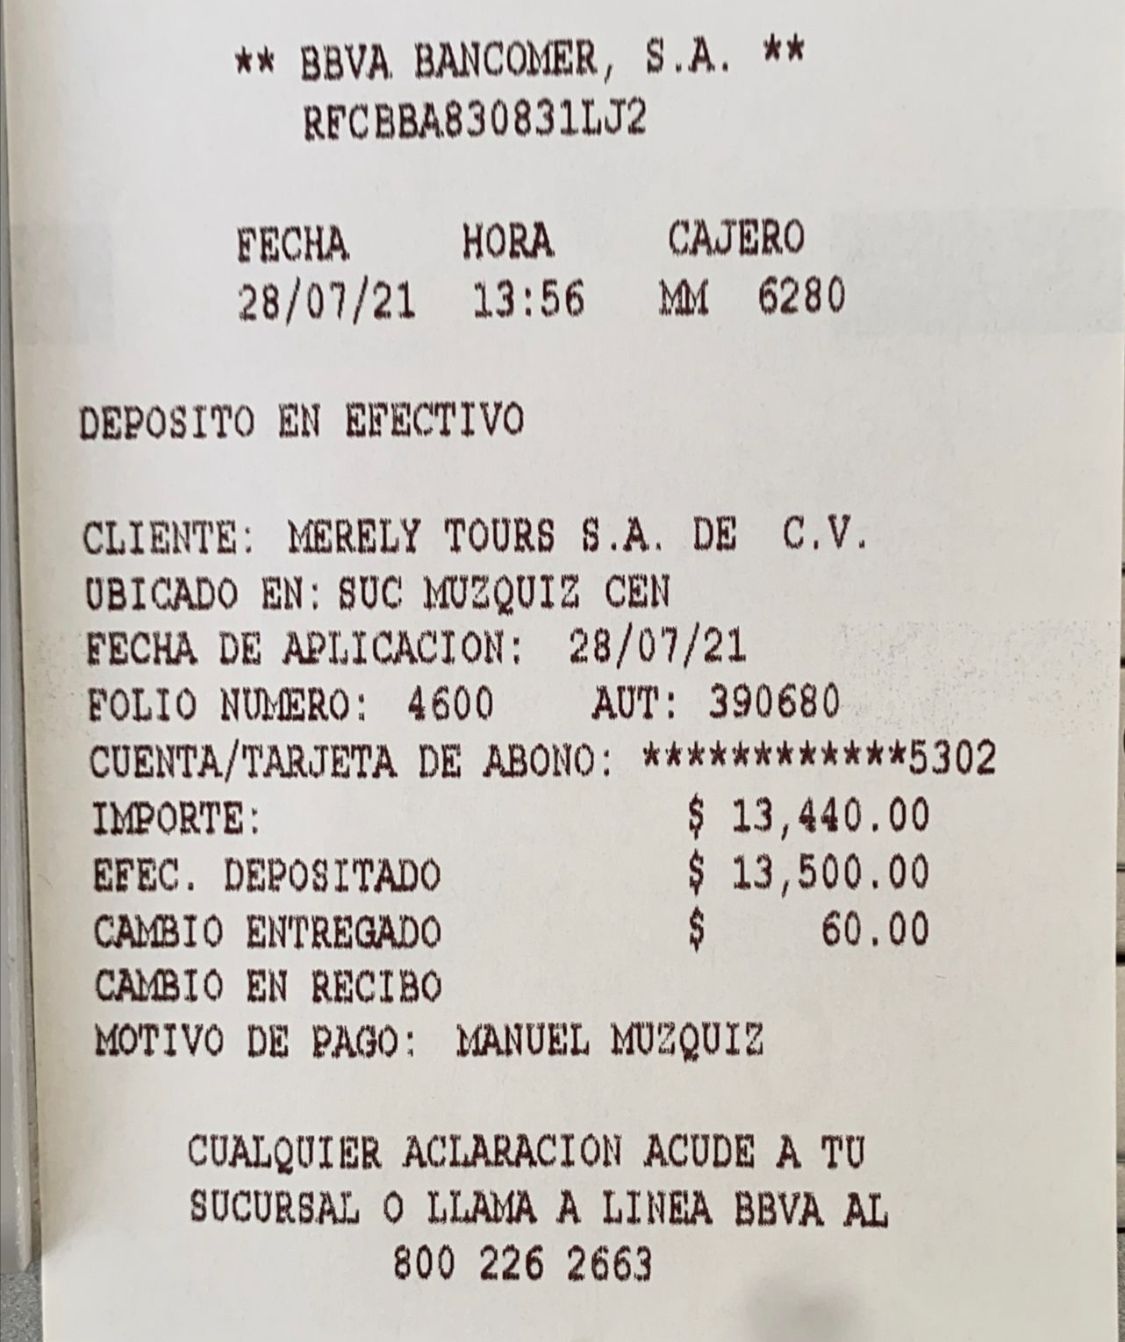 ** BBVA BANCOMER, S.A. **
RFCBBA830831LJ2
FECHA HORA CAJERO
28/07/21 13:56 MM 6280
DEPOSITO EN EFECTIVO
CLIENTE: MERELY TOURS S.A. DE C.V.
UBICADO EN: SUC MUZQUIZ CEN
FECHA DE APLICACION: 28/07/21
FOLIO NUMERO: 4600 AUT: 390680
CUENTA/TARJETA DE ABONO: ************5302
IMPORTE: $ 13,440.00
EFEC. DEPOSITADO $ 13,500.00
CAMBIO ENTREGADO $ 60.00
CAMBIO EN RECIBO
MOTIVO DE PAGO: MANUEL MUZQUIZ
CUALQUIER ACLARACION ACUDE A TU
SUCURSAL O LLAMA A LINEA BBVA AL
800 226 2663